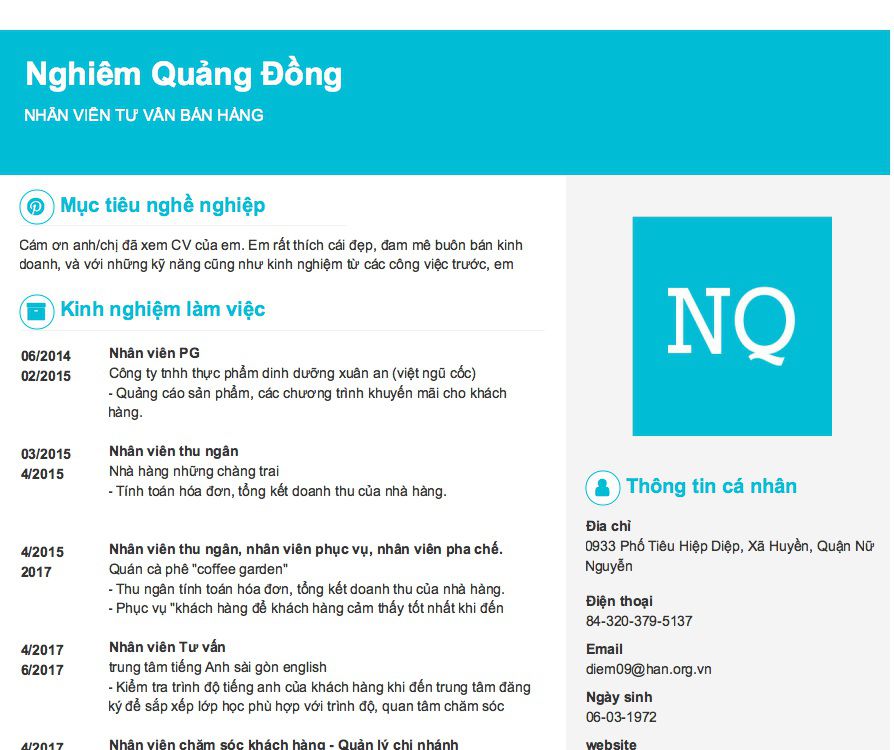 Nghiêm Quảng Đồng
NHÂN VIÊN TƯ VẤN BÁN HÀNG
Mục tiêu nghề nghiệp
Cám ơn anh/chị đã xem CV của em. Em rất thích cái đẹp, đam mê buôn bán kinh
doanh, và với những kỹ năng cũng như kinh nghiệm từ các công việc trước, em
Kinh nghiệm làm việc
06/2014
02/2015
Nhân viên PG
Công ty tnhh thực phẩm dinh dưỡng xuân an (việt ngũ cốc)
- Quảng cáo sản phẩm, các chương trình khuyến mãi cho khách
hàng.
03/2015
4/2015
Nhân viên thu ngân
Nhà hàng những chàng trai
- Tính toán hóa đơn, tổng kết doanh thu của nhà hàng.
4/2015
2017
Nhân viên thu ngân, nhân viên phục vụ, nhân viên pha chế.
Quán cà phê "coffee garden"
- Thu ngân tính toán hóa đơn, tổng kết doanh thu của nhà hàng.
- Phục vụ "khách hàng để khách hàng cảm thấy tốt nhất khi đến
4/2017
6/2017
Nhân viên Tư vấn
trung tâm tiếng Anh sài gòn english
- Kiểm tra trình độ tiếng anh của khách hàng khi đến trung tâm đăng
ký để sắp xếp lớp học phù hợp với trình độ, quan tâm chăm sóc
4/2017
Nhân viên chăm sóc khách hàng - Quản lý chi nhánh
NQ
Thông tin cá nhân
Địa chỉ
0933 Phố Tiêu Hiệp Diệp, Xã Huyền, Quận Nữ
Nguyễn
Điện thoại
84-320-379-5137
Email
diem09@han.org.vn
Ngày sinh
06-03-1972
website